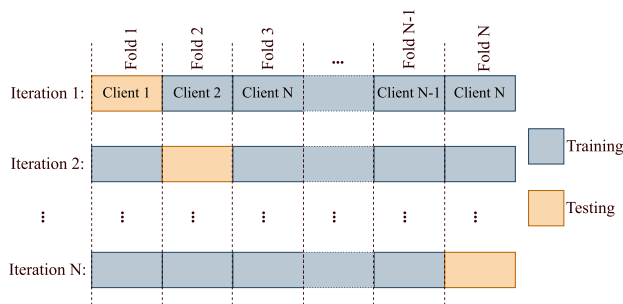 Fold 1
Fold 2
Fold 3
...
Fold N-1
Fold N
Iteration 1:
Client 1
Client 2
Client N
Client N-1
Client N
Iteration 2:
Training
Testing
Iteration N: